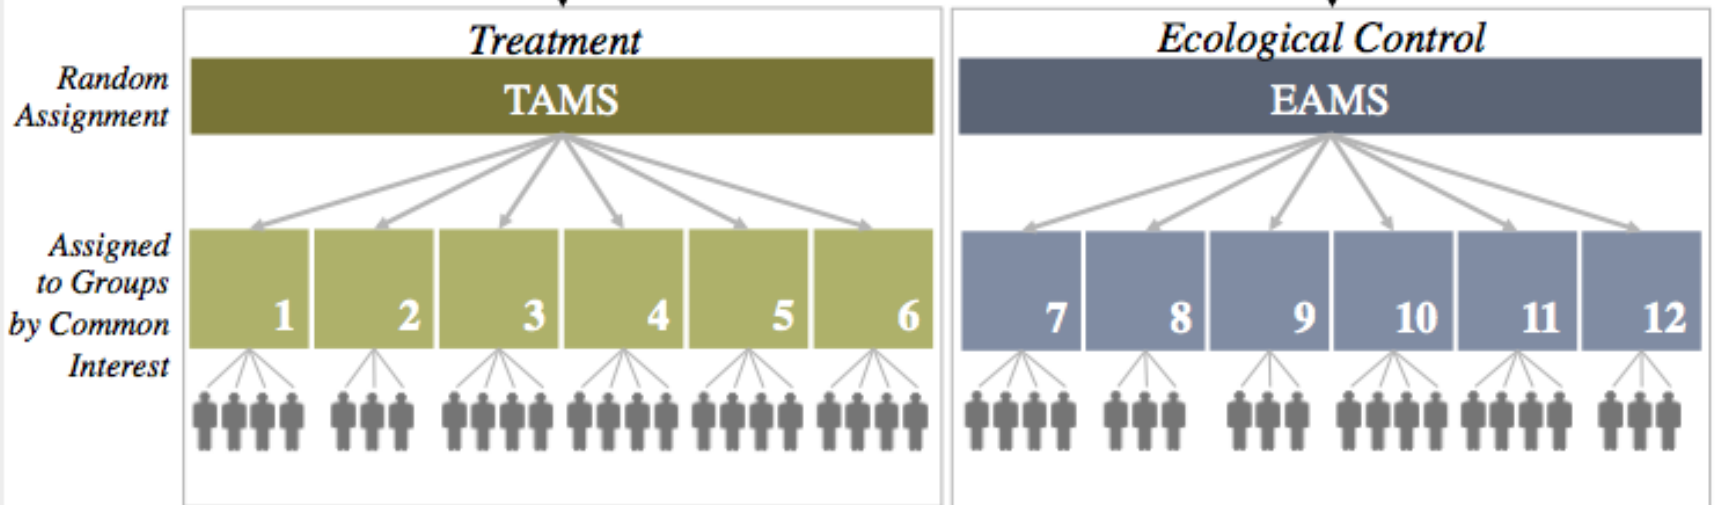 Treatment
Ecological Control
Random
Assignment
TAMS
EAMS
Assigned
to Groups
by Common
Interest
1 2 3 4 5 6
7 8 9 10 11 12